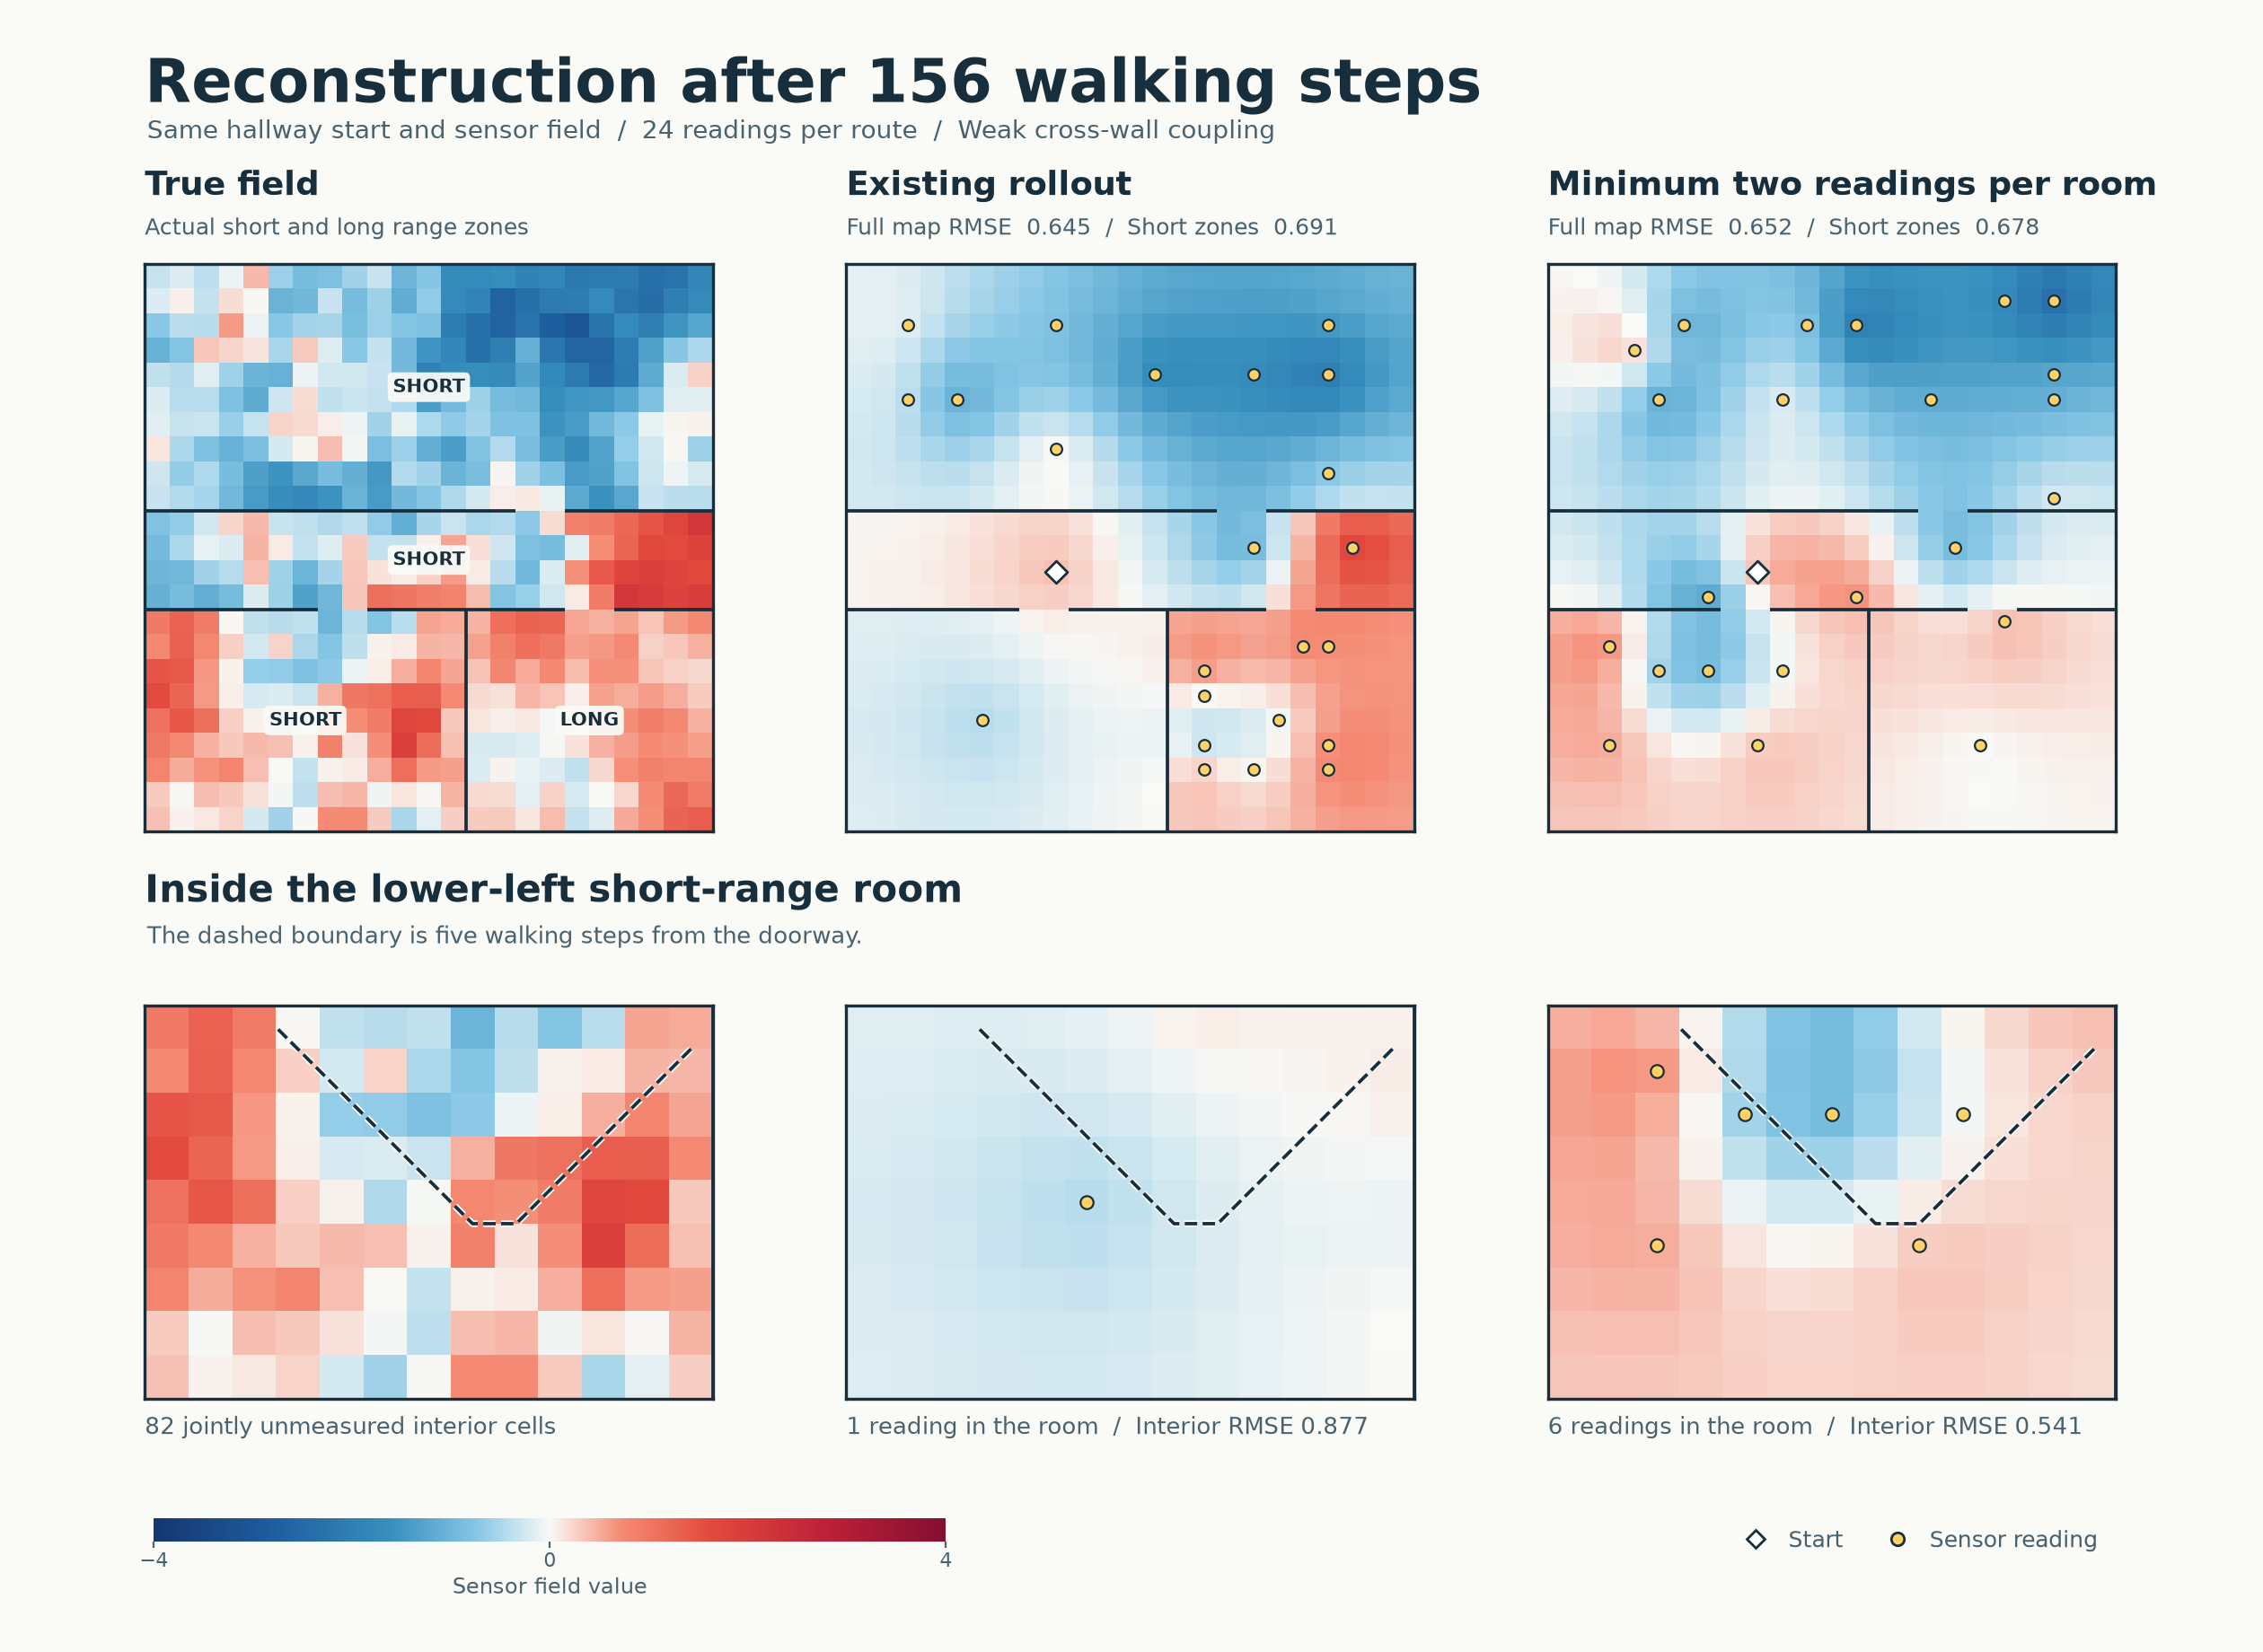 Reconstruction after 156 walking steps
Same hallway start and sensor field / 24 readings per route / Weak cross-wall coupling
True field
Actual short and long range zones
Existing rollout
Full map RMSE 0.645 / Short zones 0.691
Minimum two readings per room
Full map RMSE 0.652 / Short zones 0.678
SHORT
SHORT
SHORT
LONG
Inside the lower-left short-range room
The dashed boundary is five walking steps from the doorway.
82 jointly unmeasured interior cells
1 reading in the room / Interior RMSE 0.877
6 readings in the room / Interior RMSE 0.541
−4
0
4
Sensor field value
Start
Sensor reading